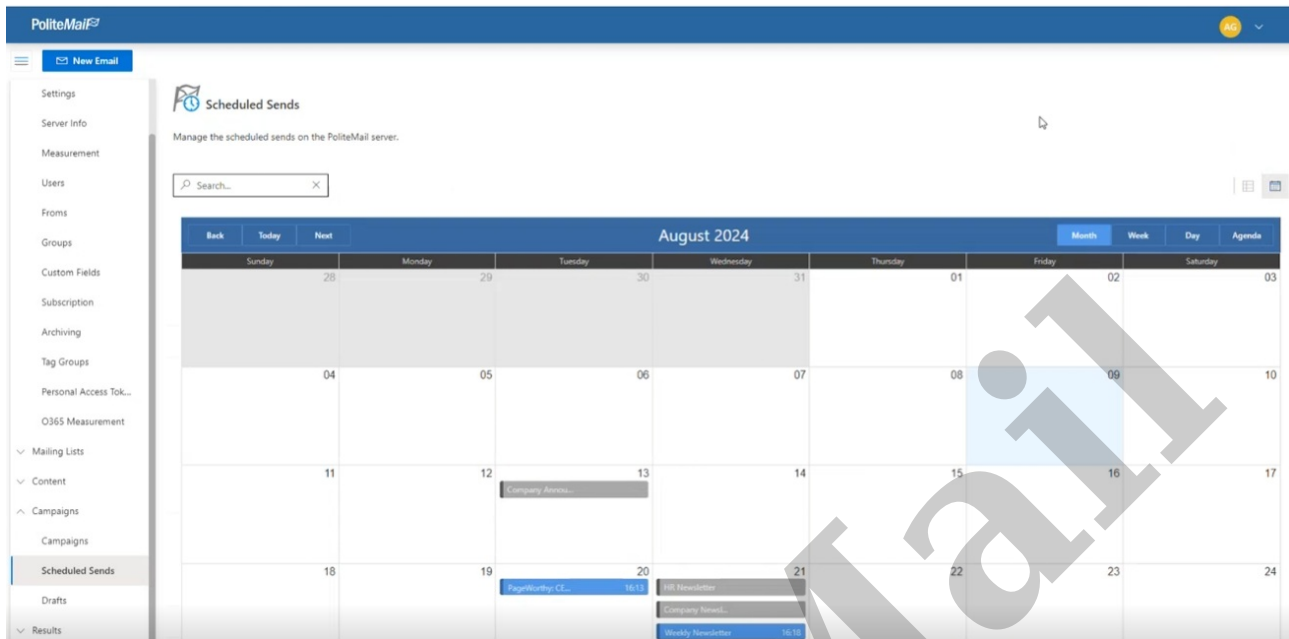 PoliteMail
AG
New Email
Settings
Server Info
Measurement
Users
Froms
Groups
Custom Fields
Subscription
Archiving
Tag Groups
Personal Access Tok...
O365 Measurement
Mailing Lists
Content
Campaigns
Campaigns
Scheduled Sends
Drafts
Results
Scheduled Sends
Manage the scheduled sends on the PoliteMail server.
Search...
Back Today Next August 2024 Month Week Day Agenda
Sunday Monday Tuesday Wednesday Thursday Friday Saturday
28 29 30 31 01 02 03
04 05 06 07 08 09 10
11 12 13 14 15 16 17
Company Annou...
18 19 20 21 22 23 24
PageWorthy: CE... 16:13 HR Newsletter
Company Newsl...
Weekly Newsletter 16:18
Mail